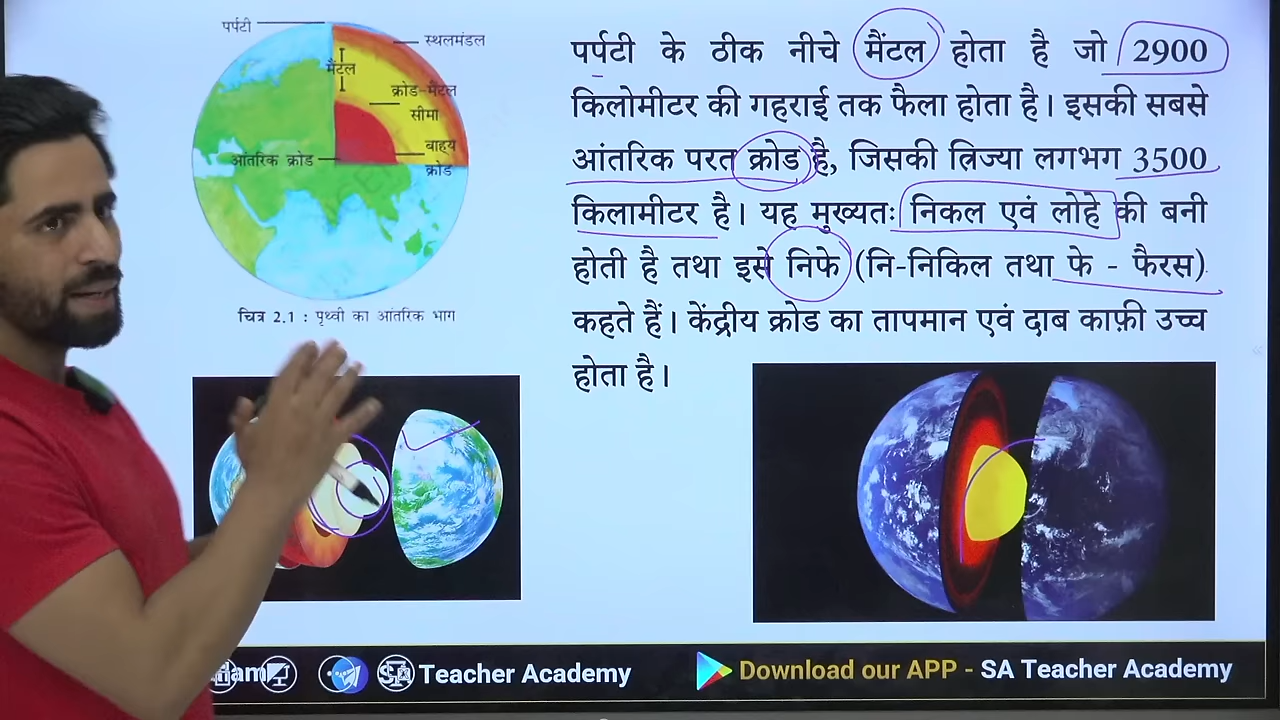 पर्पटी
स्थलमंडल
मैंटल
क्रोड-मैंटल
सीमा
बाहय
क्रोड
आंतरिक क्रोड
चित्र 2.1 : पृथ्वी का आंतरिक भाग
पर्पटी के ठीक नीचे मैंटल होता है जो 2900
किलोमीटर की गहराई तक फैला होता है। इसकी सबसे
आंतरिक परत क्रोड है, जिसकी त्रिज्या लगभग 3500
किलामीटर है। यह मुख्यतः निकल एवं लोहे की बनी
होती है तथा इसे निफे (नि-निकिल तथा फे - फैरस)
कहते हैं। केंद्रीय क्रोड का तापमान एवं दाब काफ़ी उच्च
होता है।
SA Teacher Academy
Download our APP - SA Teacher Academy